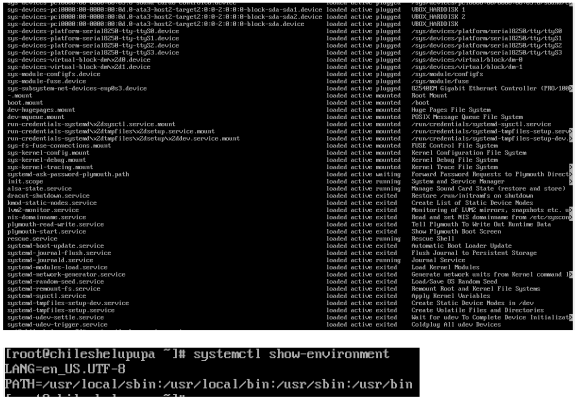 sys-devices-pci0000:00-0000:00:0d.0-ata3-host2-target2:0:0-2:0:0:0-block-sda-sda1.device loaded active plugged VBOX_HARDDISK 1
sys-devices-pci0000:00-0000:00:0d.0-ata3-host2-target2:0:0-2:0:0:0-block-sda-sda2.device loaded active plugged VBOX_HARDDISK 2
sys-devices-pci0000:00-0000:00:0d.0-ata3-host2-target2:0:0-2:0:0:0-block-sda.device loaded active plugged VBOX_HARDDISK
sys-devices-platform-serial8250-tty-ttyS0.device loaded active plugged /sys/devices/platform/serial8250/tty/ttyS0
sys-devices-platform-serial8250-tty-ttyS1.device loaded active plugged /sys/devices/platform/serial8250/tty/ttyS1
sys-devices-platform-serial8250-tty-ttyS2.device loaded active plugged /sys/devices/platform/serial8250/tty/ttyS2
sys-devices-platform-serial8250-tty-ttyS3.device loaded active plugged /sys/devices/platform/serial8250/tty/ttyS3
sys-devices-virtual-block-dm\x2d0.device loaded active plugged /sys/devices/virtual/block/dm-0
sys-devices-virtual-block-dm\x2d1.device loaded active plugged /sys/devices/virtual/block/dm-1
sys-module-configfs.device loaded active plugged /sys/module/configfs
sys-module-fuse.device loaded active plugged /sys/module/fuse
sys-subsystem-net-devices-enp0s3.device loaded active plugged 82540EM Gigabit Ethernet Controller (PRO/100
-.mount loaded active mounted Root Mount
boot.mount loaded active mounted /boot
dev-hugepages.mount loaded active mounted Huge Pages File System
dev-mqueue.mount loaded active mounted POSIX Message Queue File System
run-credentials-systemd\x2dsysctl.service.mount loaded active mounted /run/credentials/systemd-sysctl.service
run-credentials-systemd\x2dtmpfiles\x2dsetup.service.mount loaded active mounted /run/credentials/systemd-tmpfiles-setup.serv
run-credentials-systemd\x2dtmpfiles\x2dsetup\x2ddev.service.mount loaded active mounted /run/credentials/systemd-tmpfiles-setup-dev.
sys-fs-fuse-connections.mount loaded active mounted FUSE Control File System
sys-kernel-config.mount loaded active mounted Kernel Configuration File System
sys-kernel-debug.mount loaded active mounted Kernel Debug File System
sys-kernel-tracing.mount loaded active mounted Kernel Trace File System
systemd-ask-password-plymouth.path loaded active waiting Forward Password Requests to Plymouth Direct
init.scope loaded active running System and Service Manager
alsa-state.service loaded active running Manage Sound Card State (restore and store)
dracut-shutdown.service loaded active exited Restore /run/initramfs on shutdown
kmod-static-nodes.service loaded active exited Create List of Static Device Nodes
lvm2-monitor.service loaded active exited Monitoring of LVM2 mirrors, snapshots etc.
nis-domainname.service loaded active exited Read and set NIS domainname from /etc/syscon
plymouth-read-write.service loaded active exited Tell Plymouth To Write Out Runtime Data
plymouth-start.service loaded active exited Show Plymouth Boot Screen
rescue.service loaded active running Rescue Shell
systemd-boot-update.service loaded active exited Automatic Boot Loader Update
systemd-journal-flush.service loaded active exited Flush Journal to Persistent Storage
systemd-journald.service loaded active running Journal Service
systemd-modules-load.service loaded active exited Load Kernel Modules
systemd-network-generator.service loaded active exited Generate network units from Kernel command
systemd-random-seed.service loaded active exited Load/Save OS Random Seed
systemd-remount-fs.service loaded active exited Remount Root and Kernel File Systems
systemd-sysctl.service loaded active exited Apply Kernel Variables
systemd-tmpfiles-setup-dev.service loaded active exited Create Static Device Nodes in /dev
systemd-tmpfiles-setup.service loaded active exited Create Volatile Files and Directories
systemd-udev-settle.service loaded active exited Wait for udev To Complete Device Initializat
systemd-udev-trigger.service loaded active exited Coldplug All udev Devices
[root@chileshelupupa ~]# systemctl show-environment
LANG=en_US.UTF-8
PATH=/usr/local/sbin:/usr/local/bin:/usr/sbin:/usr/bin